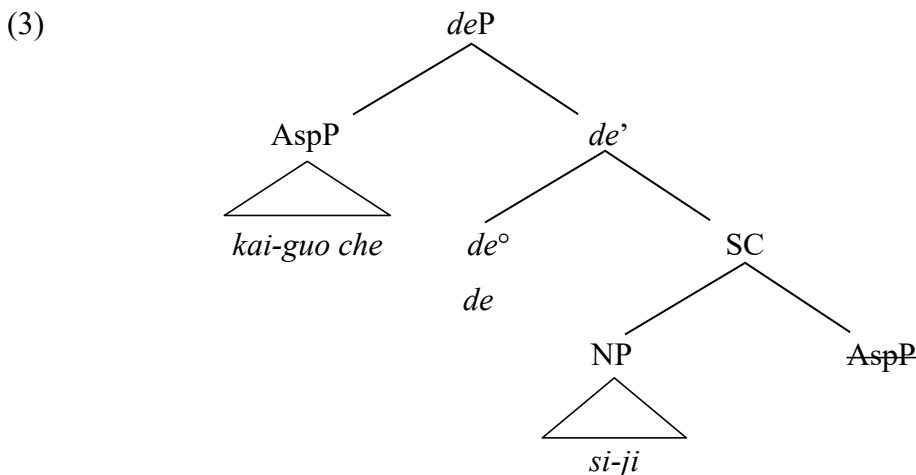 (3) deP
AspP de’
kai-guo che de° SC
de
NP AspP
si-ji